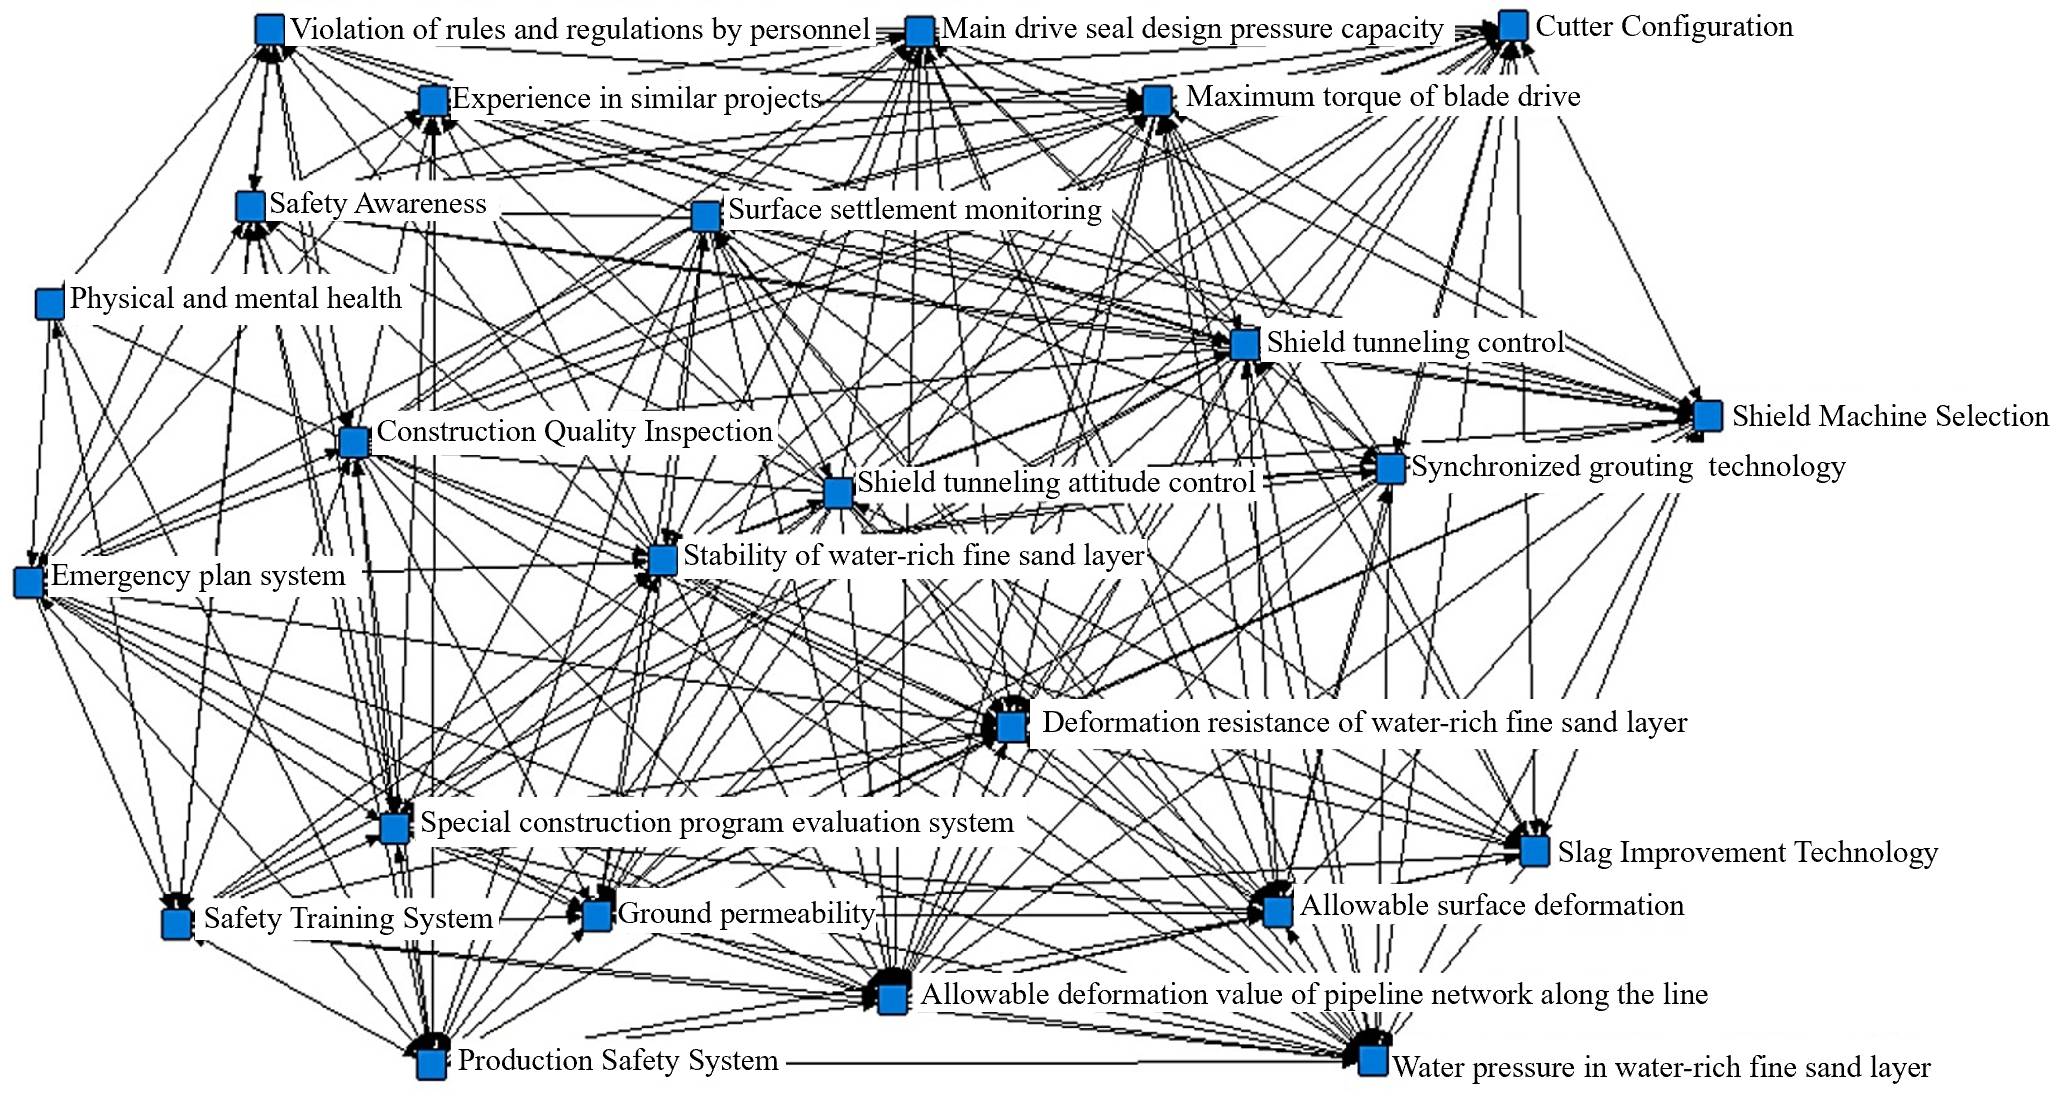 Violation of rules and regulations by personnel
Main drive seal design pressure capacity
Cutter Configuration
Experience in similar projects
Maximum torque of blade drive
Safety Awareness
Surface settlement monitoring
Physical and mental health
Shield tunneling control
Shield Machine Selection
Construction Quality Inspection
Synchronized grouting technology
Shield tunneling attitude control
Stability of water-rich fine sand layer
Emergency plan system
Deformation resistance of water-rich fine sand layer
Special construction program evaluation system
Slag Improvement Technology
Safety Training System
Ground permeability
Allowable surface deformation
Allowable deformation value of pipeline network along the line
Production Safety System
Water pressure in water-rich fine sand layer